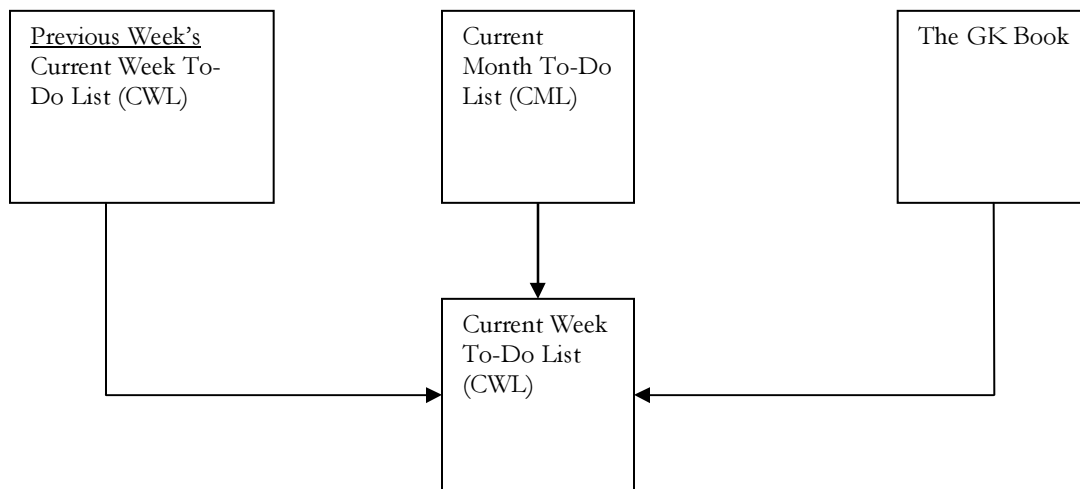 Previous Week’s
Current Week To-
Do List (CWL)
Current
Month To-Do
List (CML)
The GK Book
Current Week
To-Do List
(CWL)